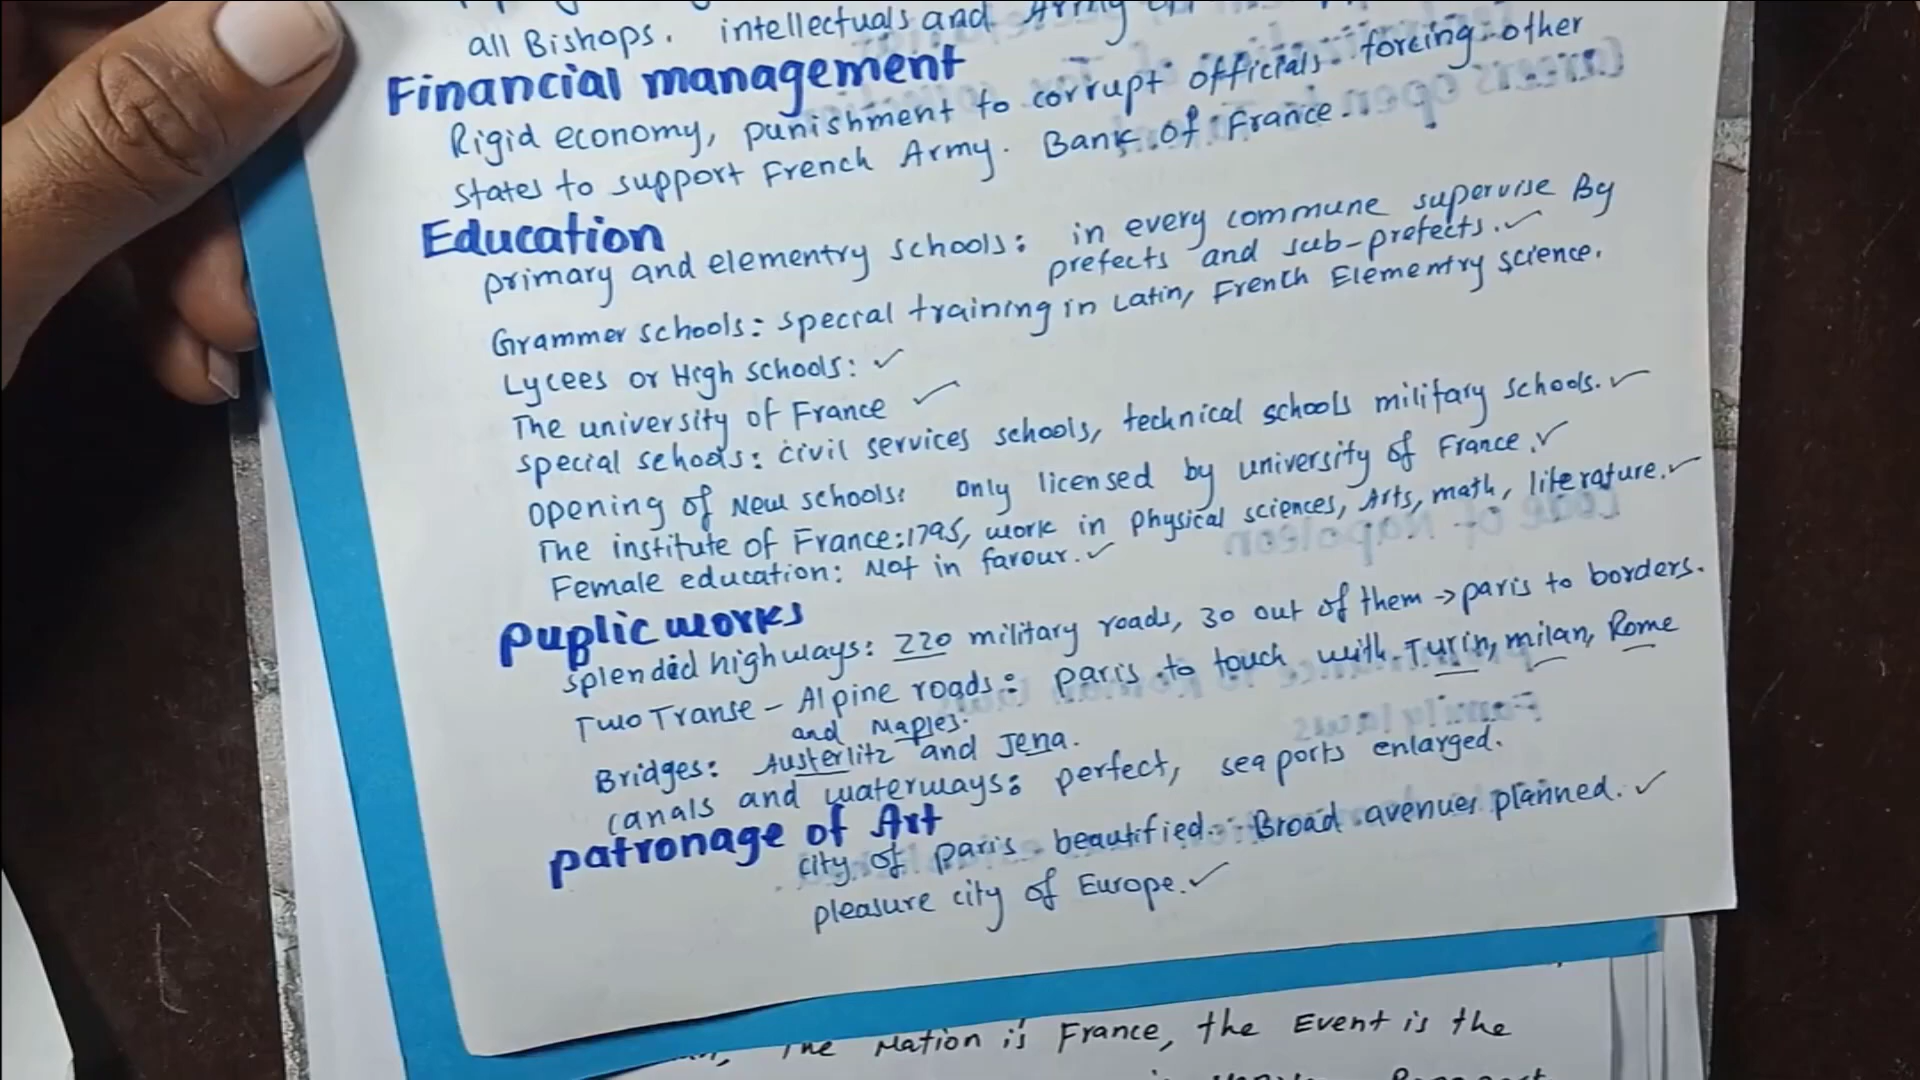 all Bishops. intellectuals and Army
Financial management
Rigid economy, punishment to corrupt officials forcing other
states to support French Army. Bank of France.
Education
primary and elementry schools: in every commune supervise By
prefects and sub-prefects.
Grammer schools: special training in Latin, French Elementry science.
Lycees or High schools:
The university of France
special schools: civil services schools, technical schools military schools.
opening of New schools: only licensed by university of France.
The institute of France:1795, work in physical sciences, Arts, math, literature.
Female education: Not in favour.
Public works
splended highways: 220 military roads, 30 out of them → paris to borders.
Two Transe - Alpine roads: paris to touch with Turin, milan, Rome
and Naples.
Bridges: Austerlitz and Jena.
canals and waterways: perfect, sea ports enlarged.
patronage of Art
city of paris beautified. Broad avenues planned.
pleasure city of Europe.
The Nation is France, the Event is the